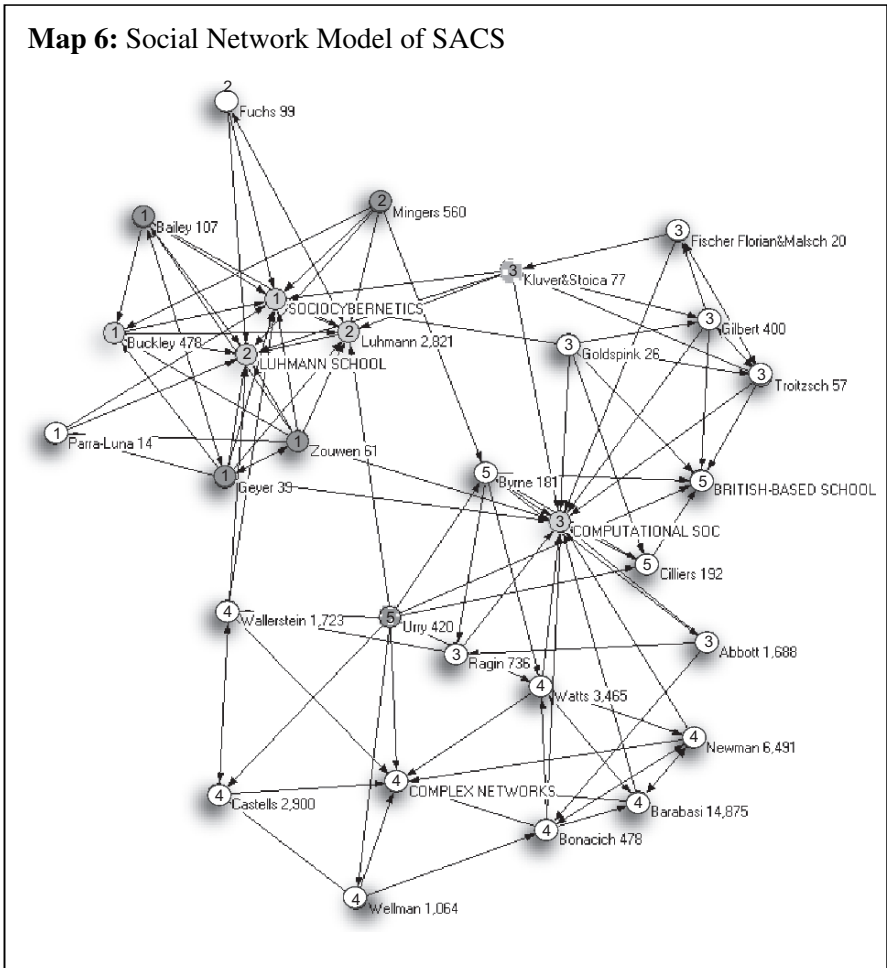 Map 6: Social Network Model of SACS
2
Fuchs 99
1
Bailey 107
2
Mingers 560
3
Fischer Florian&Malsch 20
3
Kluver&Stoica 77
1
SOCIOCYBERNETICS
3
Gilbert 400
1
Buckley 478
2
Luhmann 2,821
2
LUHMANN SCHOOL
3
Goldspink 26
3
Troitzsch 57
1
Parra-Luna 14
1
Zouwen 61
1
Geyer 39
5
Byrne 181
5
BRITISH-BASED SCHOOL
3
COMPUTATIONAL SOC
5
Cilliers 192
4
Wallerstein 1,723
5
Urry 420
3
Ragin 736
3
Abbott 1,688
4
Watts 3,465
4
Newman 6,491
4
COMPLEX NETWORKS
4
Castells 2,900
4
Barabasi 14,875
4
Bonacich 478
4
Wellman 1,064